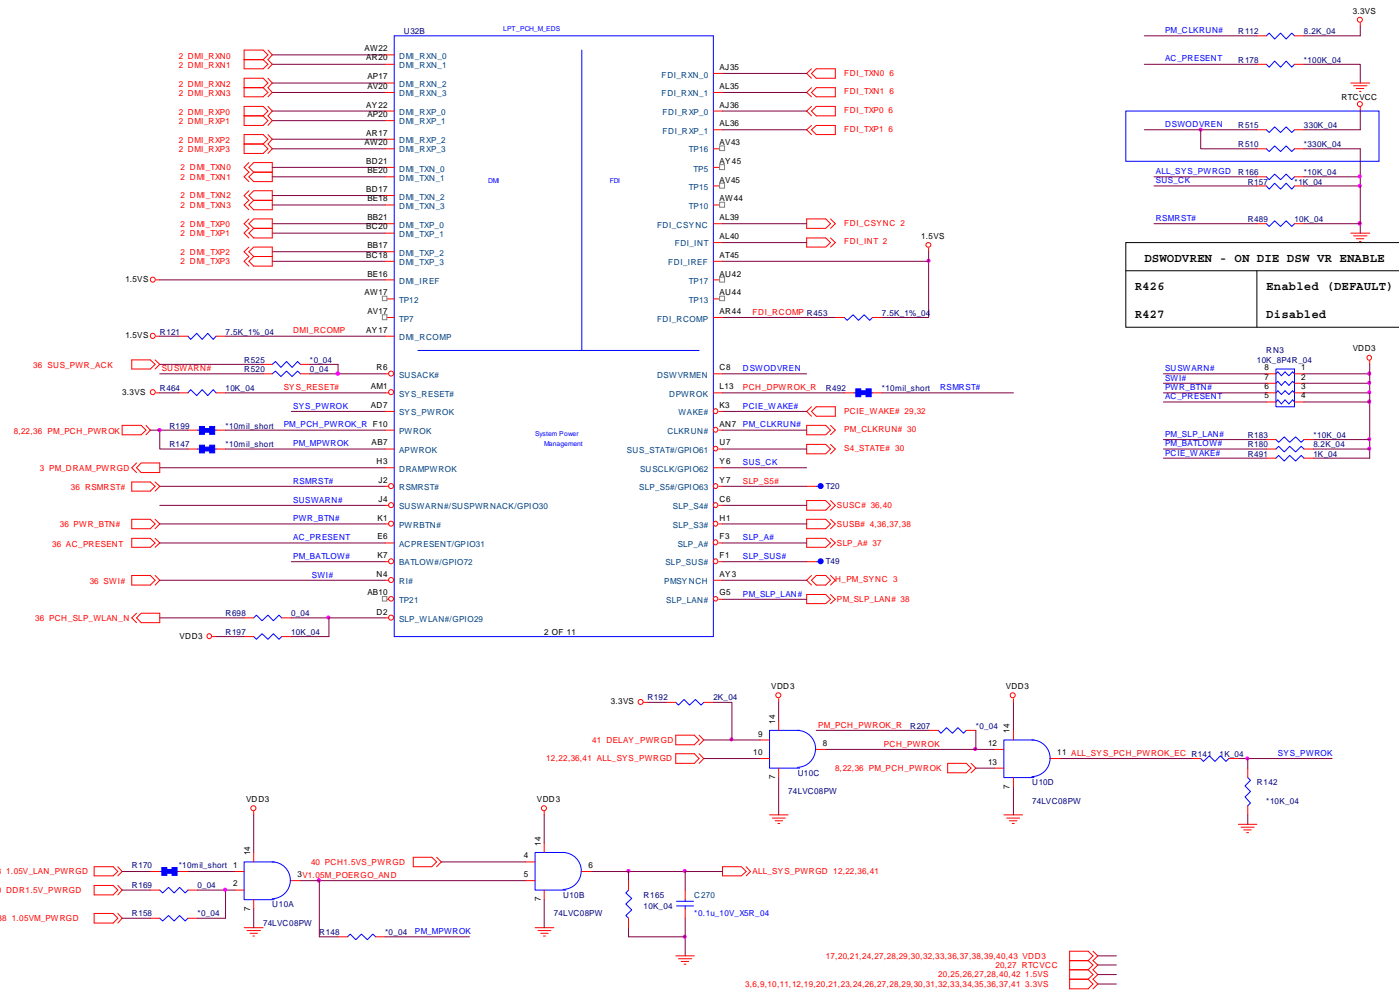 U32B
LPT_PCH_M_EDS
2 DMI_RXN0
2 DMI_RXN1
2 DMI_RXN2
2 DMI_RXN3
2 DMI_RXP0
2 DMI_RXP1
2 DMI_RXP2
2 DMI_RXP3
2 DMI_TXN0
2 DMI_TXN1
2 DMI_TXN2
2 DMI_TXN3
2 DMI_TXP0
2 DMI_TXP1
2 DMI_TXP2
2 DMI_TXP3
1.5VS
1.5VS R121 7.5K_1%_04 DMI_RCOMP
36 SUS_PWR_ACK R525 *0_04
SUSWARN# R520 0_04
3.3VS R464 10K_04 SYS_RESET#
SYS_PWROK
8,22,36 PM_PCH_PWROK R199 *10mil_short PM_PCH_PWROK_R
R147 *10mil_short PM_MPWROK
3 PM_DRAM_PWRGD
36 RSMRST# RSMRST#
SUSWARN#
36 PWR_BTN# PWR_BTN#
36 AC_PRESENT AC_PRESENT
PM_BATLOW#
36 SWI# SWI#
36 PCH_SLP_WLAN_N R698 0_04
VDD3 R197 10K_04
AW22 DMI_RXN_0
AR20 DMI_RXN_1
AP17 DMI_RXN_2
AV20 DMI_RXN_3
AY22 DMI_RXP_0
AP20 DMI_RXP_1
AR17 DMI_RXP_2
AW20 DMI_RXP_3
BD21 DMI_TXN_0
BE20 DMI_TXN_1
BD17 DMI_TXN_2
BE18 DMI_TXN_3
BB21 DMI_TXP_0
BC20 DMI_TXP_1
BB17 DMI_TXP_2
BC18 DMI_TXP_3
BE16 DMI_IREF
AW17 TP12
AV17 TP7
AY17 DMI_RCOMP
R6 SUSACK#
AM1 SYS_RESET#
AD7 SYS_PWROK
F10 PWROK
AB7 APWROK
H3 DRAMPWROK
J2 RSMRST#
J4 SUSWARN#/SUSPWRNACK/GPIO30
K1 PWRBTN#
E6 ACPRESENT/GPIO31
K7 BATLOW#/GPIO72
N4 RI#
AB10 TP21
D2 SLP_WLAN#/GPIO29
DMI
FDI
System Power
Management
2 OF 11
FDI_RXN_0 AJ35 FDI_TXN0 6
FDI_RXN_1 AL35 FDI_TXN1 6
FDI_RXP_0 AJ36 FDI_TXP0 6
FDI_RXP_1 AL36 FDI_TXP1 6
TP16 AV43
TP5 AY45
TP15 AV45
TP10 AW44
FDI_CSYNC AL39 FDI_CSYNC 2
FDI_INT AL40 FDI_INT 2
1.5VS
FDI_IREF AT45
TP17 AU42
TP13 AU44
FDI_RCOMP AR44 FDI_RCOMP R453 7.5K_1%_04
DSWVRMEN C8 DSWODVREN
DPWROK L13 PCH_DPWROK_R R492 *10mil_short RSMRST#
WAKE# K3 PCIE_WAKE# PCIE_WAKE# 29,32
CLKRUN# AN7 PM_CLKRUN# PM_CLKRUN# 30
SUS_STAT#/GPIO61 U7 S4_STATE# 30
SUSCLK/GPIO62 Y6 SUS_CK
SLP_S5#/GPIO63 Y7 SLP_S5# T20
SLP_S4# C6 SUSC# 36,40
SLP_S3# H1 SUSB# 4,36,37,38
SLP_A# F3 SLP_A# SLP_A# 37
SLP_SUS# F1 SLP_SUS# T49
PMSYNCH AY3 H_PM_SYNC 3
SLP_LAN# G5 PM_SLP_LAN# PM_SLP_LAN# 38
3.3VS
PM_CLKRUN# R112 8.2K_04
AC_PRESENT R178 *100K_04
RTCVCC
DSWODVREN R515 330K_04
R510 *330K_04
ALL_SYS_PWRGD R166 *10K_04
SUS_CK R157 *1K_04
RSMRST# R489 10K_04
DSWODVREN - ON DIE DSW VR ENABLE
R426 Enabled (DEFAULT)
R427 Disabled
RN3 VDD3
10K_8P4R_04
SUSWARN# 8 1
SWI# 7 2
PWR_BTN# 6 3
AC_PRESENT 5 4
PM_SLP_LAN# R183 *10K_04
PM_BATLOW# R180 8.2K_04
PCIE_WAKE# R491 1K_04
3.3VS R192 2K_04
VDD3
VDD3
41 DELAY_PWRGD 9
12,22,36,41 ALL_SYS_PWRGD 10
14 8 7
U10C
74LVC08PW
PM_PCH_PWROK_R R207 *0_04
PCH_PWROK 12
8,22,36 PM_PCH_PWROK 13
14 11 7
U10D
74LVC08PW
ALL_SYS_PCH_PWROK_EC R141 1K_04 SYS_PWROK
R142
*10K_04
VDD3
VDD3
1.05V_LAN_PWRGD R170 *10mil_short 1
DDR1.5V_PWRGD R169 0_04 2
1.05VM_PWRGD R158 *0_04
14 3 7
U10A
74LVC08PW
V1.05M_POERGO_AND
R148 *0_04 PM_MPWROK
40 PCH1.5VS_PWRGD 4
5
14 6 7
U10B
74LVC08PW
ALL_SYS_PWRGD 12,22,36,41
R165
10K_04
C270
*0.1u_10V_X5R_04
17,20,21,24,27,28,29,30,32,33,36,37,38,39,40,43 VDD3
20,27 RTCVCC
20,25,26,27,28,40,42 1.5VS
3,6,9,10,11,12,19,20,21,23,24,26,27,28,29,30,31,32,33,34,35,36,37,41 3.3VS